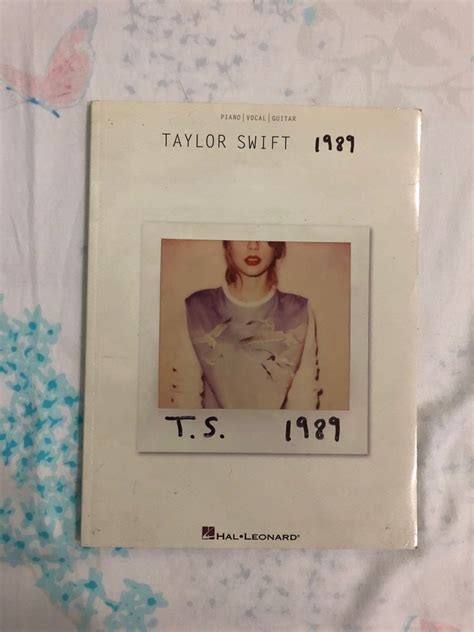 PIANO | VOCAL | GUITAR
TAYLOR SWIFT 1989
T.S. 1989
HAL•LEONARD®